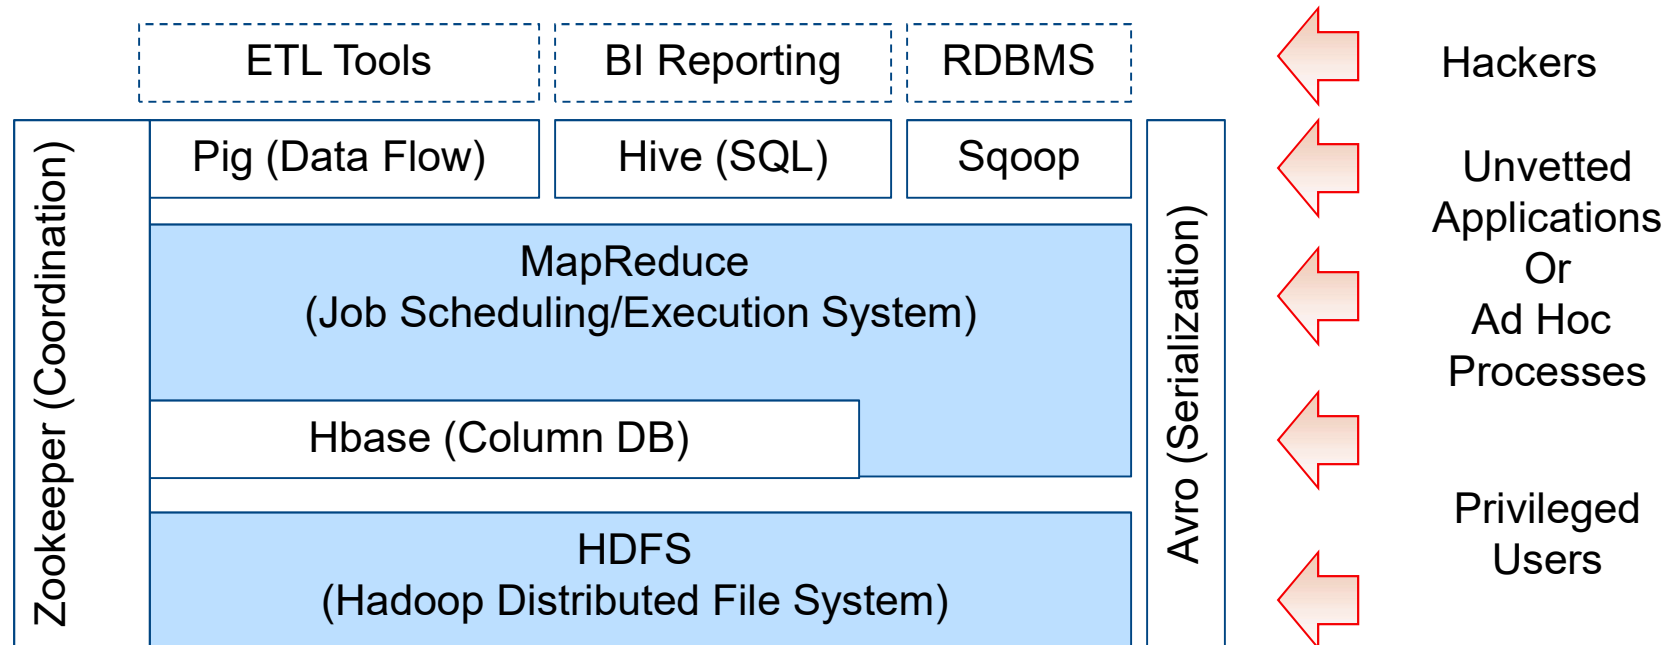 ETL Tools
BI Reporting
RDBMS
Hackers
Zookeeper (Coordination)
Pig (Data Flow)
Hive (SQL)
Sqoop
MapReduce
(Job Scheduling/Execution System)
Hbase (Column DB)
HDFS
(Hadoop Distributed File System)
Avro (Serialization)
Unvetted
Applications
Or
Ad Hoc
Processes
Privileged
Users